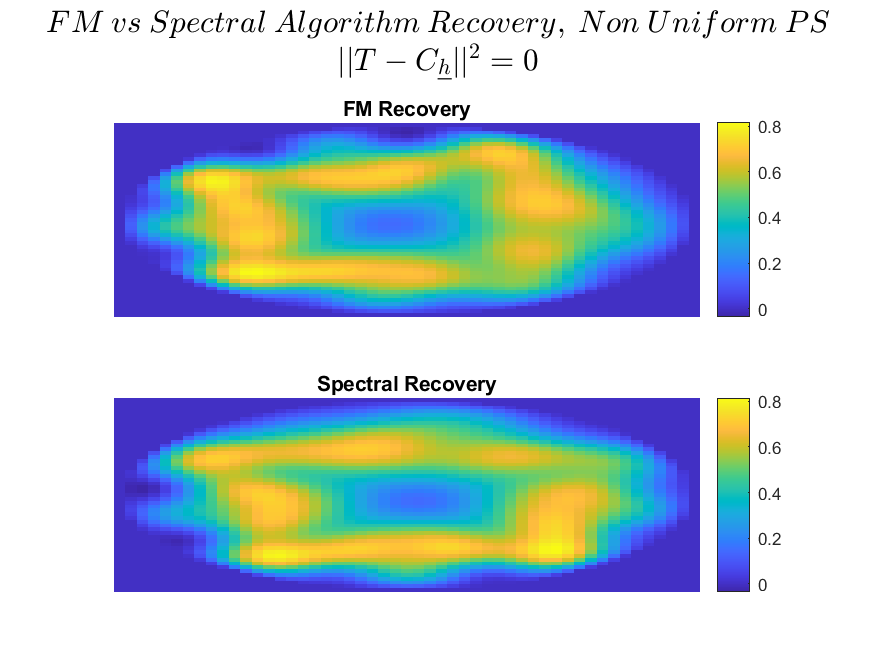 FM vs Spectral Algorithm Recovery, Non Uniform PS
||T − C_h||² = 0
FM Recovery
0.8
0.6
0.4
0.2
0
Spectral Recovery
0.8
0.6
0.4
0.2
0